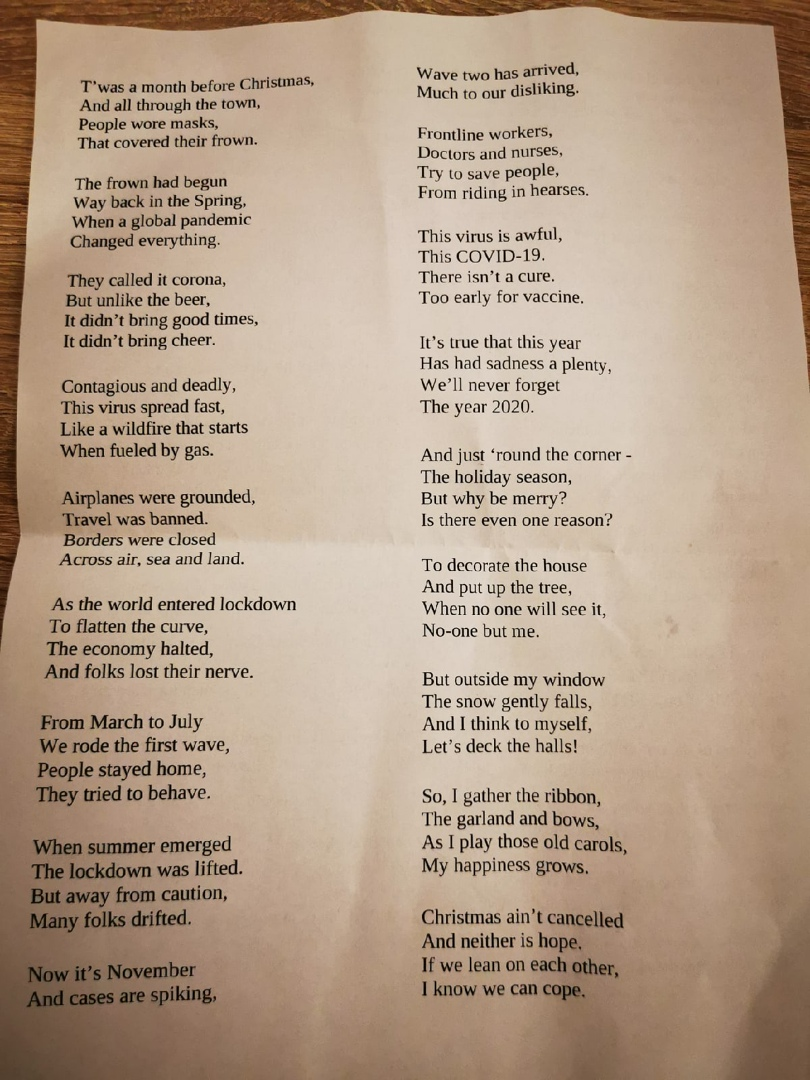 T'was a month before Christmas,
And all through the town,
People wore masks,
That covered their frown.

The frown had begun
Way back in the Spring,
When a global pandemic
Changed everything.

They called it corona,
But unlike the beer,
It didn't bring good times,
It didn't bring cheer.

Contagious and deadly,
This virus spread fast,
Like a wildfire that starts
When fueled by gas.

Airplanes were grounded,
Travel was banned.
Borders were closed
Across air, sea and land.

As the world entered lockdown
To flatten the curve,
The economy halted,
And folks lost their nerve.

From March to July
We rode the first wave,
People stayed home,
They tried to behave.

When summer emerged
The lockdown was lifted.
But away from caution,
Many folks drifted.

Now it's November
And cases are spiking,
Wave two has arrived,
Much to our disliking.

Frontline workers,
Doctors and nurses,
Try to save people,
From riding in hearses.

This virus is awful,
This COVID-19.
There isn't a cure.
Too early for vaccine.

It's true that this year
Has had sadness a plenty,
We'll never forget
The year 2020.

And just ‘round the corner -
The holiday season,
But why be merry?
Is there even one reason?

To decorate the house
And put up the tree,
When no one will see it,
No-one but me.

But outside my window
The snow gently falls,
And I think to myself,
Let's deck the halls!

So, I gather the ribbon,
The garland and bows,
As I play those old carols,
My happiness grows.

Christmas ain't cancelled
And neither is hope.
If we lean on each other,
I know we can cope.